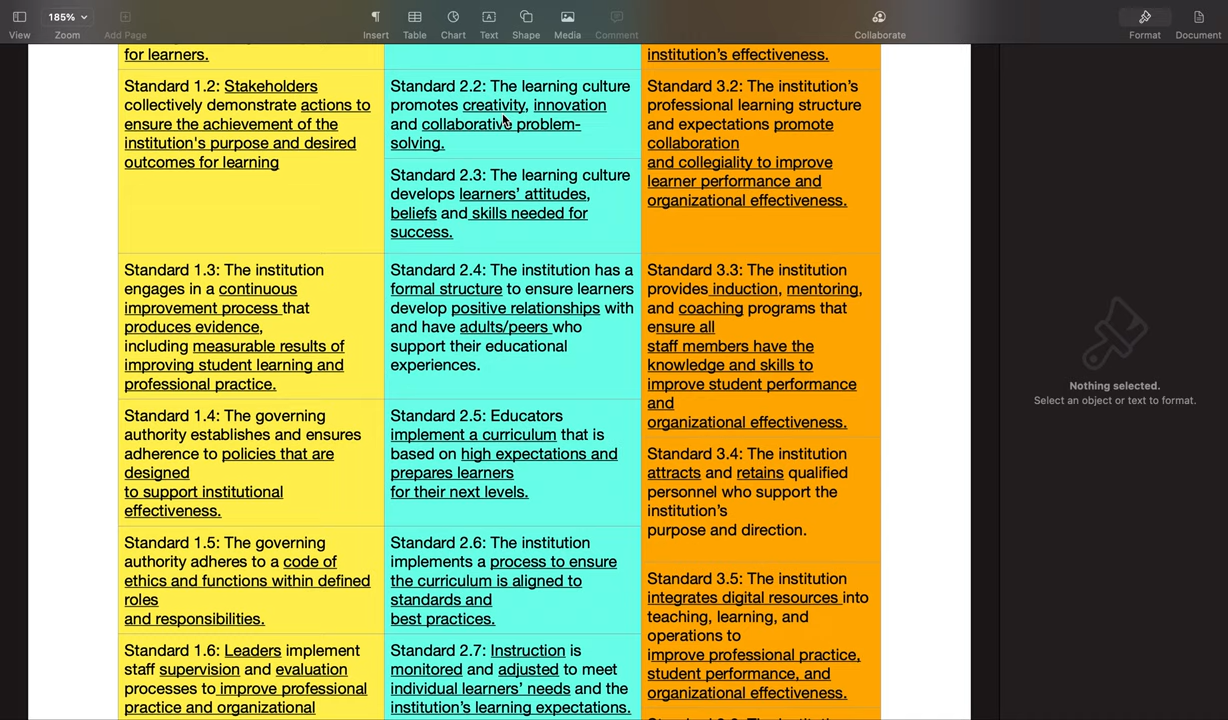 185%
View
Zoom
Add Page
Insert
Table
Chart
Text
Shape
Media
Comment
Collaborate
Format
Document
for learners.
Standard 1.2: Stakeholders
collectively demonstrate actions to
ensure the achievement of the
institution's purpose and desired
outcomes for learning
Standard 1.3: The institution
engages in a continuous
improvement process that
produces evidence,
including measurable results of
improving student learning and
professional practice.
Standard 1.4: The governing
authority establishes and ensures
adherence to policies that are
designed
to support institutional
effectiveness.
Standard 1.5: The governing
authority adheres to a code of
ethics and functions within defined
roles
and responsibilities.
Standard 1.6: Leaders implement
staff supervision and evaluation
processes to improve professional
practice and organizational
Standard 2.2: The learning culture
promotes creativity, innovation
and collaborative problem-
solving.
Standard 2.3: The learning culture
develops learners’ attitudes,
beliefs and skills needed for
success.
Standard 2.4: The institution has a
formal structure to ensure learners
develop positive relationships with
and have adults/peers who
support their educational
experiences.
Standard 2.5: Educators
implement a curriculum that is
based on high expectations and
prepares learners
for their next levels.
Standard 2.6: The institution
implements a process to ensure
the curriculum is aligned to
standards and
best practices.
Standard 2.7: Instruction is
monitored and adjusted to meet
individual learners’ needs and the
institution’s learning expectations.
institution’s effectiveness.
Standard 3.2: The institution’s
professional learning structure
and expectations promote
collaboration
and collegiality to improve
learner performance and
organizational effectiveness.
Standard 3.3: The institution
provides induction, mentoring,
and coaching programs that
ensure all
staff members have the
knowledge and skills to
improve student performance
and
organizational effectiveness.
Standard 3.4: The institution
attracts and retains qualified
personnel who support the
institution’s
purpose and direction.
Standard 3.5: The institution
integrates digital resources into
teaching, learning, and
operations to
improve professional practice,
student performance, and
organizational effectiveness.
Nothing selected.
Select an object or text to format.